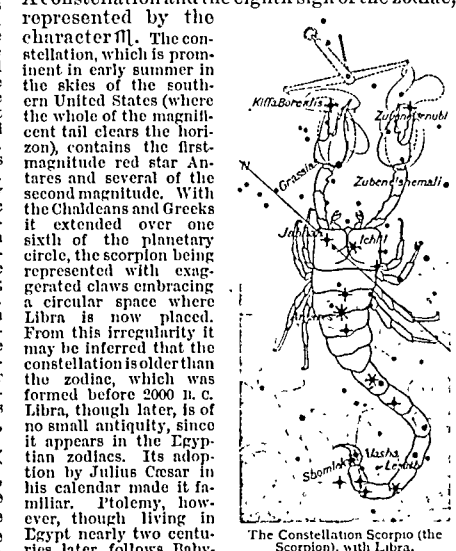 A constellation and the eighth sign of the zodiac,
represented by the
character ♏. The con-
stellation, which is prom-
inent in early summer in
the skies of the south-
ern United States (where
the whole of the magnifi-
cent tail clears the hori-
zon), contains the first-
magnitude red star An-
tares and several of the
second magnitude. With
the Chaldeans and Greeks
it extended over one
sixth of the planetary
circle, the scorpion being
represented with exag-
gerated claws embracing
a circular space where
Libra is now placed.
From this irregularity it
may be inferred that the
constellation is older than
the zodiac, which was
formed before 2000 B. C.
Libra, though later, is of
no small antiquity, since
it appears in the Egyp-
tian zodiacs. Its adop-
tion by Julius Cæsar in
his calendar made it fa-
miliar. Ptolemy, how-
ever, though living in
Egypt nearly two centu-
ries later, follows Baby-
Kiffa Borealis
Grassia
Zubenelshemali
Iclil
Antares
Lesath
The Constellation Scorpio (the
Scorpion), with Libra.